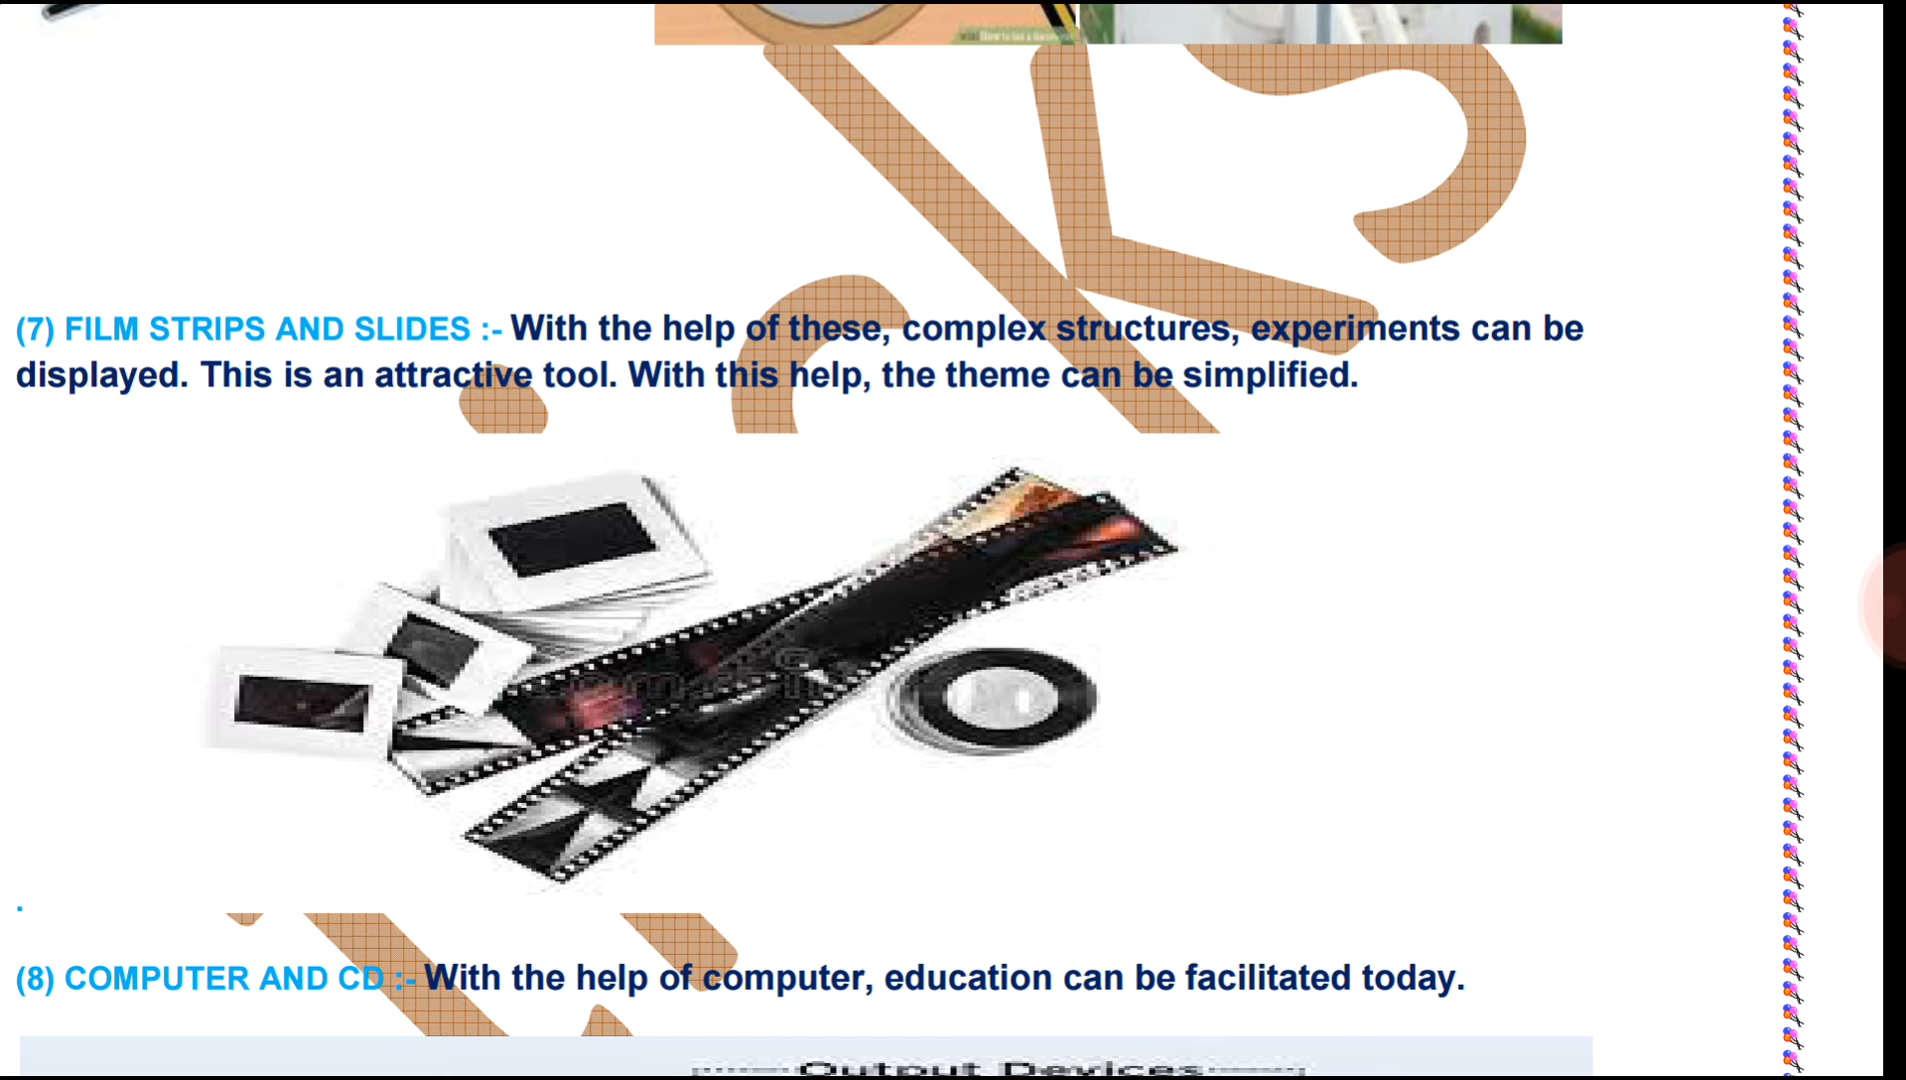 (7) FILM STRIPS AND SLIDES :- With the help of these, complex structures, experiments can be
displayed. This is an attractive tool. With this help, the theme can be simplified.
.
(8) COMPUTER AND CD :- With the help of computer, education can be facilitated today.
Output Devices